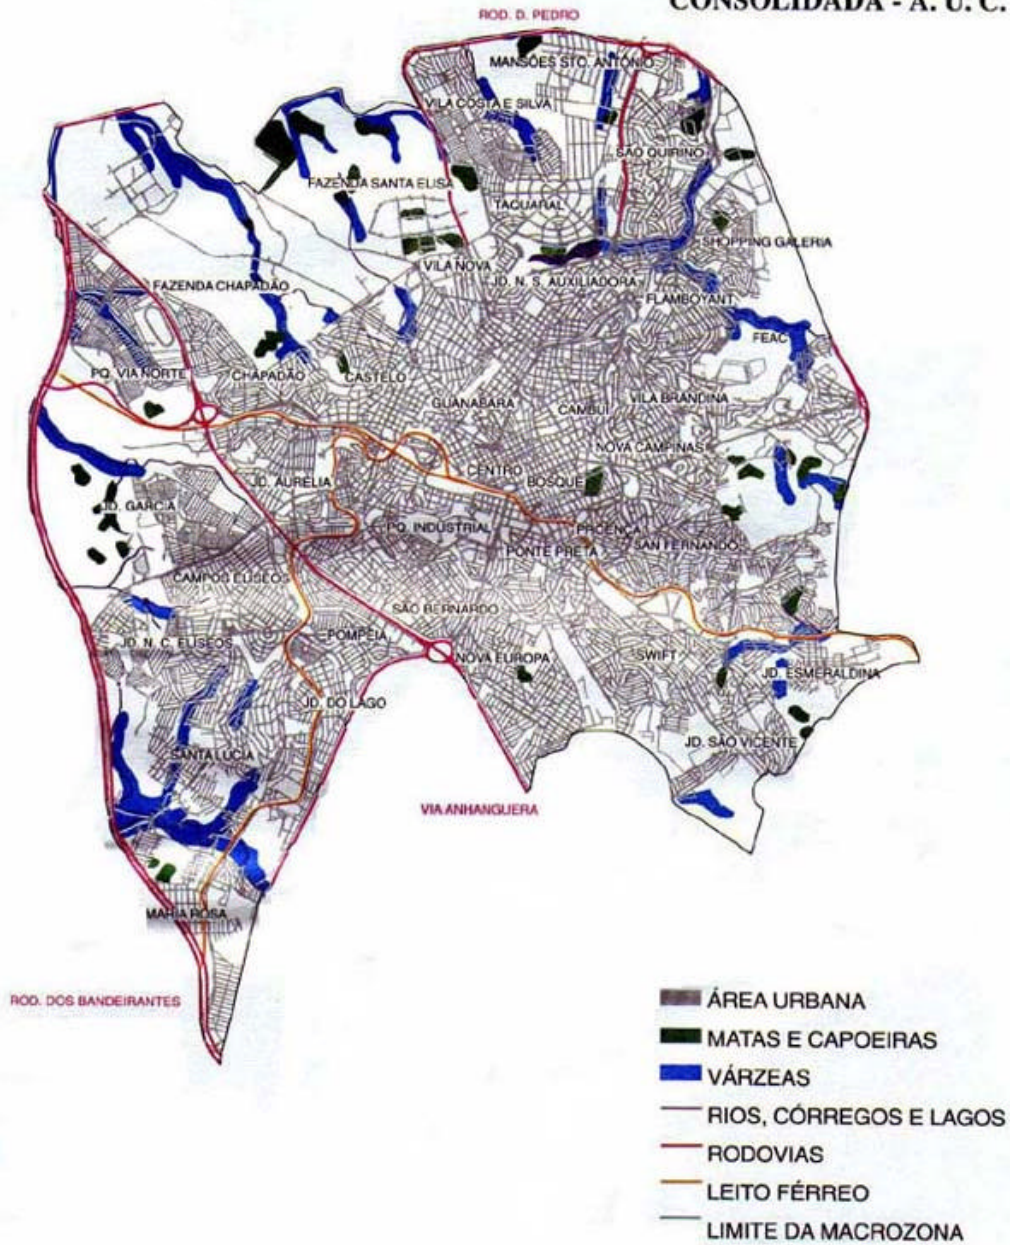 CONSOLIDADA - A. U. C.
ROD. D. PEDRO
MANSÕES STO. ANTONIO
VILA COSTA E SILVA
SÃO QUIRINO
FAZENDA SANTA ELISA
TAQUARAL
SHOPPING GALERIA
VILA NOVA
JD. N. S. AUXILIADORA
FAZENDA CHAPADÃO
FLAMBOYANT
FEAC
PQ. VIA NORTE
CHAPADÃO
CASTELO
GUANABARA
CAMBUÍ
VILA BRANDINA
NOVA CAMPINAS
CENTRO
JD. AURÉLIA
BOSQUE
JD. GARCIA
PQ. INDUSTRIAL
PROENÇA
PONTE PRETA
SAN FERNANDO
CAMPOS ELISEOS
SÃO BERNARDO
JD. N. C. ELISEOS
POMPÉIA
NOVA EUROPA
SWIFT
JD. ESMERALDINA
JD. DO LAGO
SANTA LUCIA
JD. SÃO VICENTE
VIA ANHANGUERA
MARIA ROSA
ROD. DOS BANDEIRANTES
ÁREA URBANA
MATAS E CAPOEIRAS
VÁRZEAS
RIOS, CÓRREGOS E LAGOS
RODOVIAS
LEITO FÉRREO
LIMITE DA MACROZONA